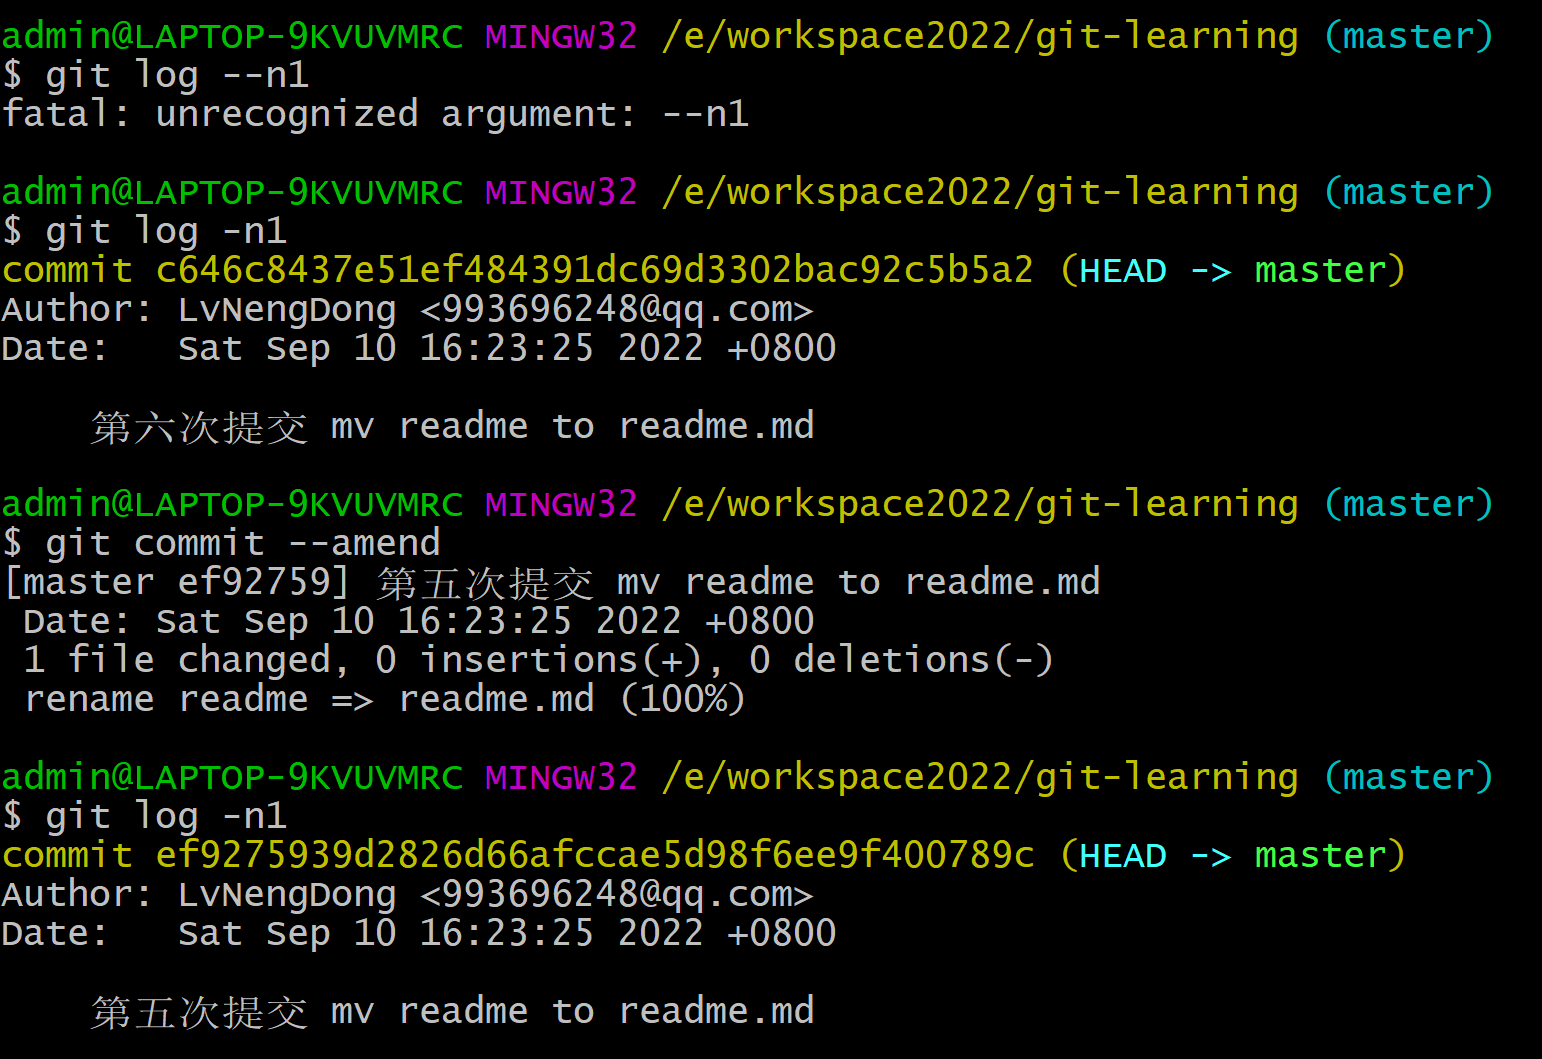 admin@LAPTOP-9KVUVMRC MINGW32 /e/workspace2022/git-learning (master)
$ git log --n1
fatal: unrecognized argument: --n1
admin@LAPTOP-9KVUVMRC MINGW32 /e/workspace2022/git-learning (master)
$ git log -n1
commit c646c8437e51ef484391dc69d3302bac92c5b5a2 (HEAD -> master)
Author: LvNengDong <993696248@qq.com>
Date:   Sat Sep 10 16:23:25 2022 +0800
第六次提交 mv readme to readme.md
admin@LAPTOP-9KVUVMRC MINGW32 /e/workspace2022/git-learning (master)
$ git commit --amend
[master ef92759] 第五次提交 mv readme to readme.md
Date: Sat Sep 10 16:23:25 2022 +0800
1 file changed, 0 insertions(+), 0 deletions(-)
rename readme => readme.md (100%)
admin@LAPTOP-9KVUVMRC MINGW32 /e/workspace2022/git-learning (master)
$ git log -n1
commit ef9275939d2826d66afccae5d98f6ee9f400789c (HEAD -> master)
Author: LvNengDong <993696248@qq.com>
Date:   Sat Sep 10 16:23:25 2022 +0800
第五次提交 mv readme to readme.md